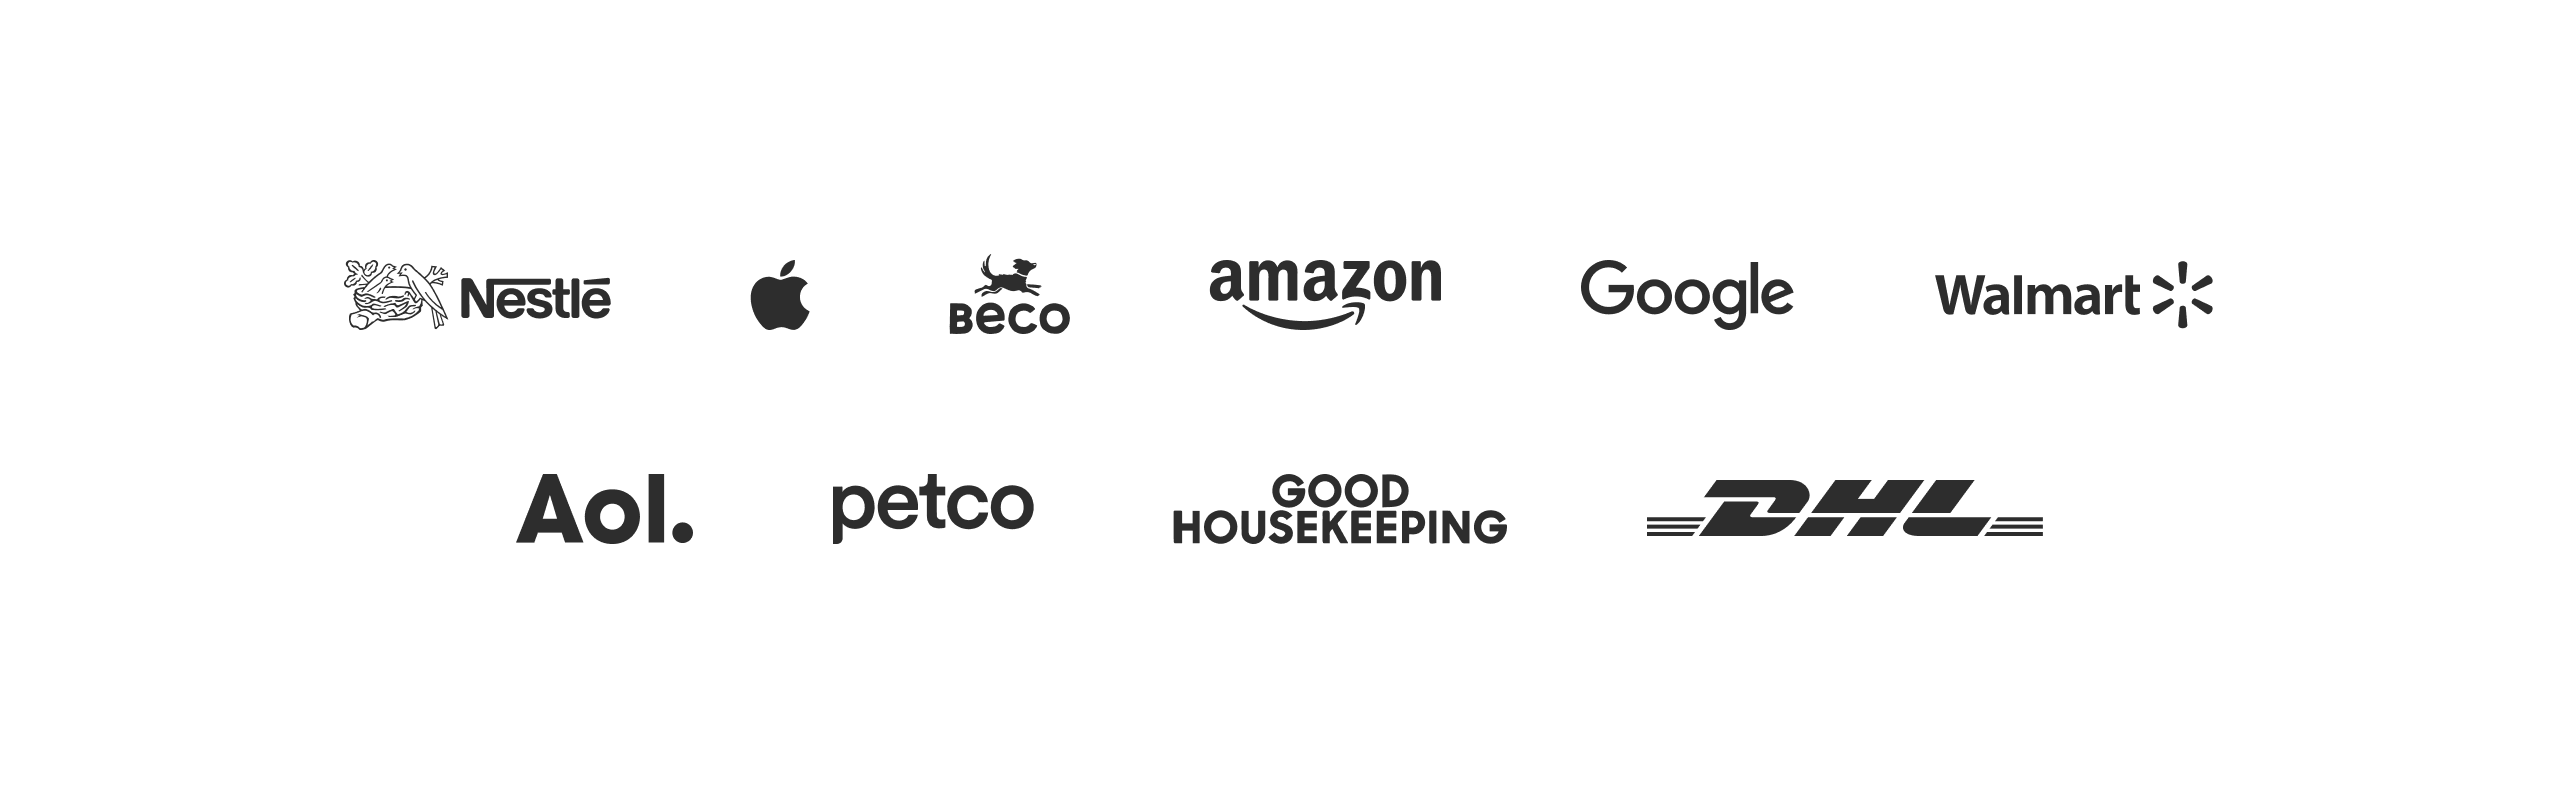 Nestlé
BeCO
amazon
Google
Walmart
Aol.
petco
GOOD
HOUSEKEEPING
DHL